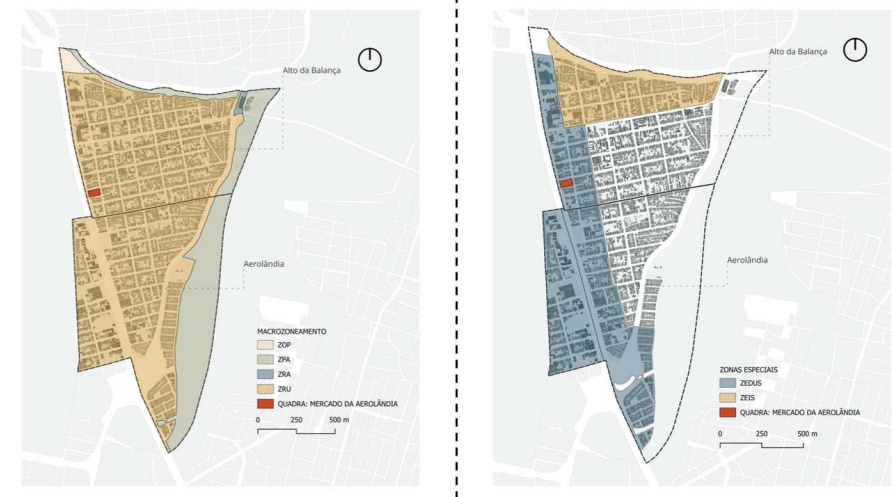 Alto da Balança
Aerolândia
MACROZONEAMENTO
ZOP
ZPA
ZRA
ZRU
QUADRA: MERCADO DA AEROLÂNDIA
0 250 500 m
Alto da Balança
Aerolândia
ZONAS ESPECIAIS
ZEDUS
ZEIS
QUADRA: MERCADO DA AEROLÂNDIA
0 250 500 m